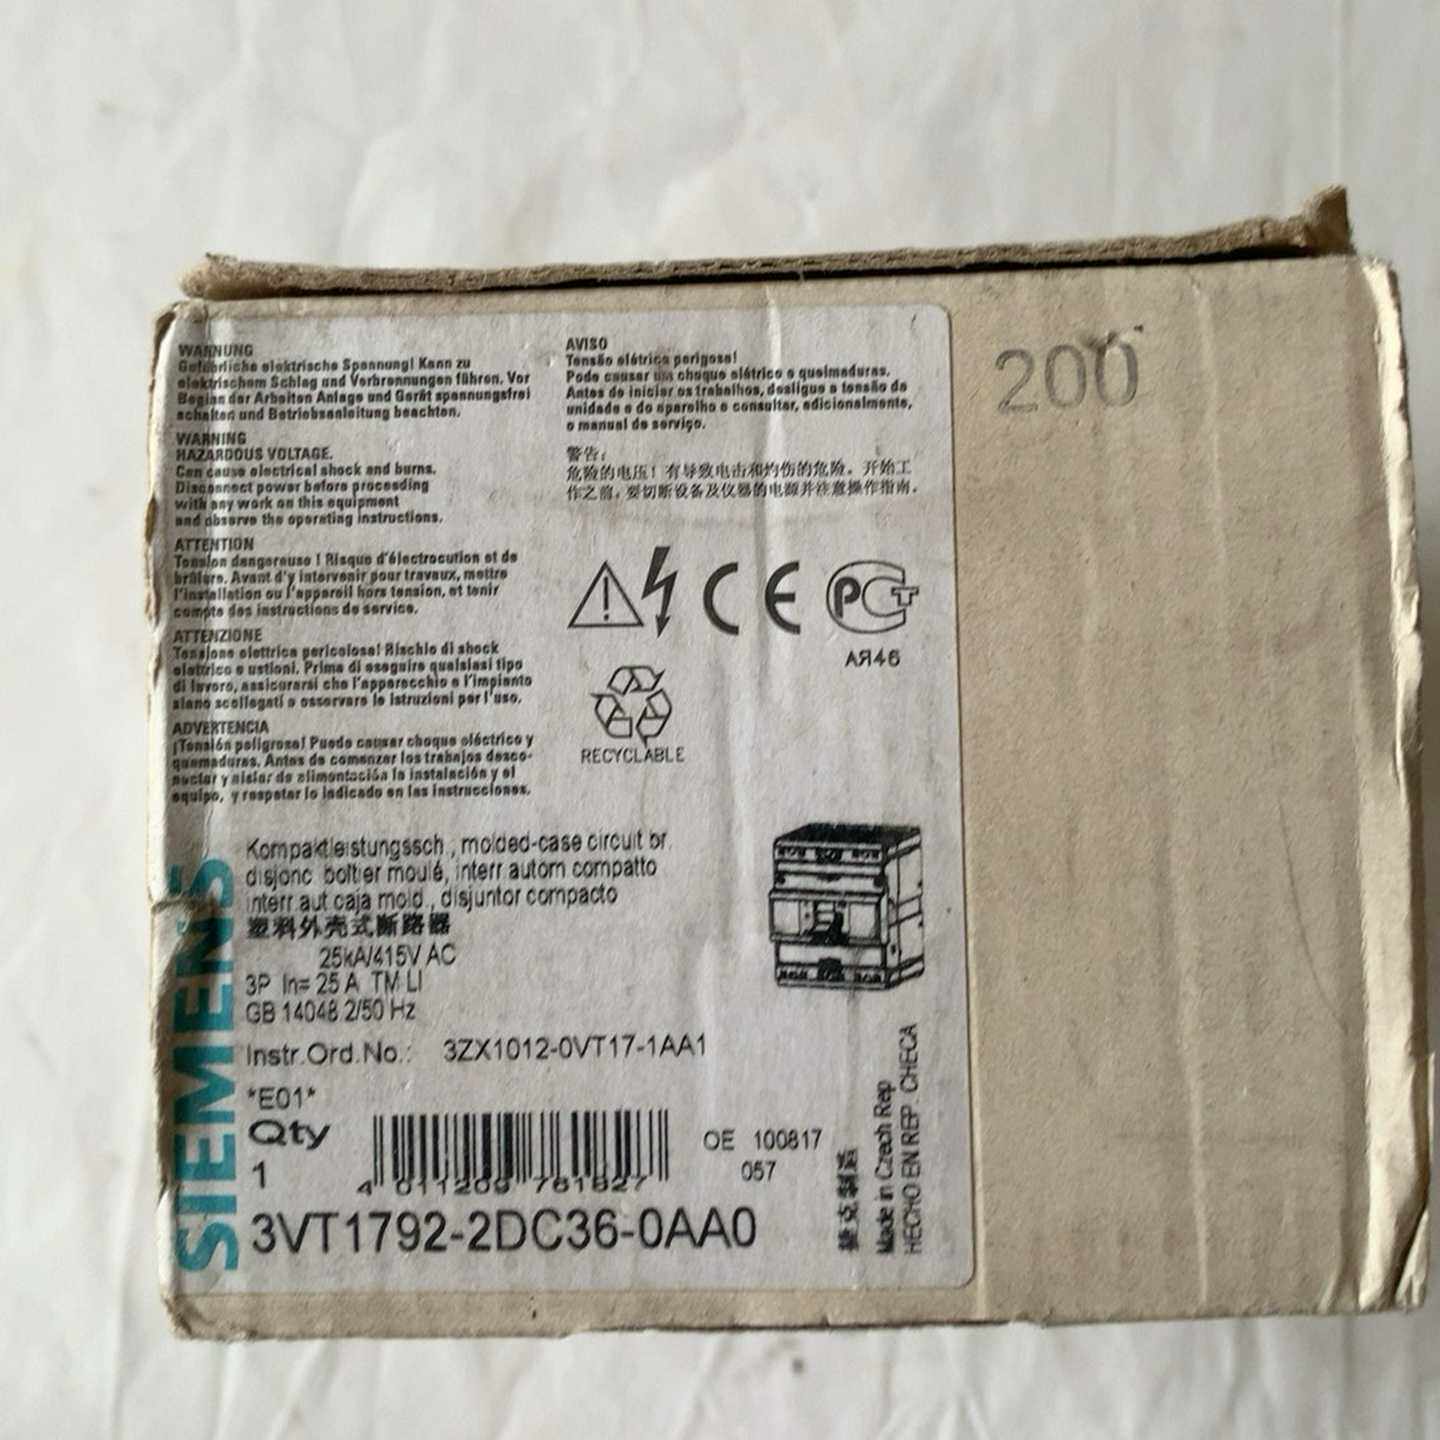 WARNUNG
Gefährliche elektrische Spannung! Kann zu
elektrischem Schlag und Verbrennungen führen. Vor
Beginn der Arbeiten Anlage und Gerät spannungsfrei
schalten und Betriebsanleitung beachten.
WARNING
HAZARDOUS VOLTAGE.
Can cause electrical shock and burns.
Disconnect power before proceeding
with any work on this equipment
and observe the operating instructions.
ATTENTION
Tension dangereuse ! Risque d'électrocution et de
brûlure. Avant d'y intervenir pour travaux, mettre
l'installation ou l'appareil hors tension, et tenir
compte des instructions de service.
ATTENZIONE
Tensione elettrica pericolosa! Rischio di shock
elettrico e ustioni. Prima di eseguire qualsiasi tipo
di lavoro, assicurarsi che l'apparecchio e l'impianto
siano scollegati e osservare le istruzioni per l'uso.
ADVERTENCIA
¡Tensión peligrosa! Puede causar choque eléctrico y
quemaduras. Antes de comenzar los trabajos desco-
nectar y aislar de alimentación la instalación y el
equipo, y respetar lo indicado en las instrucciones.
AVISO
Tensão elétrica perigosa!
Pode causar um choque elétrico e queimaduras.
Antes de iniciar os trabalhos, desligue a tensão da
unidade e do aparelho e consultar, adicionalmente,
o manual de serviço.
警告：
危险的电压！有导致电击和灼伤的危险。开始工
作之前，要切断设备及仪器的电源并注意操作指南。
CE
PCT
АЯ46
RECYCLABLE
200
SIEMENS
Kompaktleistungssch., molded-case circuit br.
disjonc. boîtier moulé, interr.autom compatto
interr.aut caja mold., disjuntor compacto
塑料外壳式断路器
25kA/415V AC
3P In= 25 A TM LI
GB 14048.2/50 Hz
Instr.Ord.No.: 3ZX1012-0VT17-1AA1
*E01*
Qty
1
4 011209 781827
OE 100817
057
3VT1792-2DC36-0AA0
捷克制造
Made in Czech Rep
HECHO EN REP. CHECA